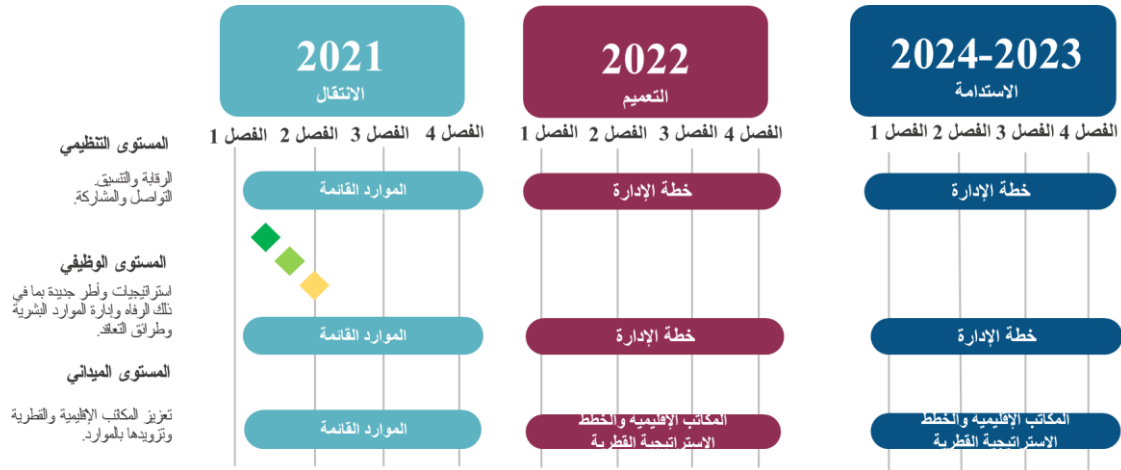 2021
الانتقال
2022
التعميم
2024-2023
الاستدامة
الفصل 1
الفصل 2
الفصل 3
الفصل 4
الفصل 1
الفصل 2
الفصل 3
الفصل 4
الفصل 1
الفصل 2
الفصل 3
الفصل 4
المستوى التنظيمي
الرقابة والتنسيق.
التواصل والمشاركة.
الموارد القائمة
خطة الإدارة
خطة الإدارة
المستوى الوظيفي
استراتيجيات وأطر جديدة بما في
ذلك الرفاه وإدارة الموارد البشرية
وطرائق التعاقد.
الموارد القائمة
خطة الإدارة
خطة الإدارة
المستوى الميداني
تعزيز المكاتب الإقليمية والقطرية
وتزويدها بالموارد.
الموارد القائمة
المكاتب الإقليميه والخطط
الاستراتيجية القطرية
المكاتب الإقليميه والخطط
الاستراتيجية القطرية